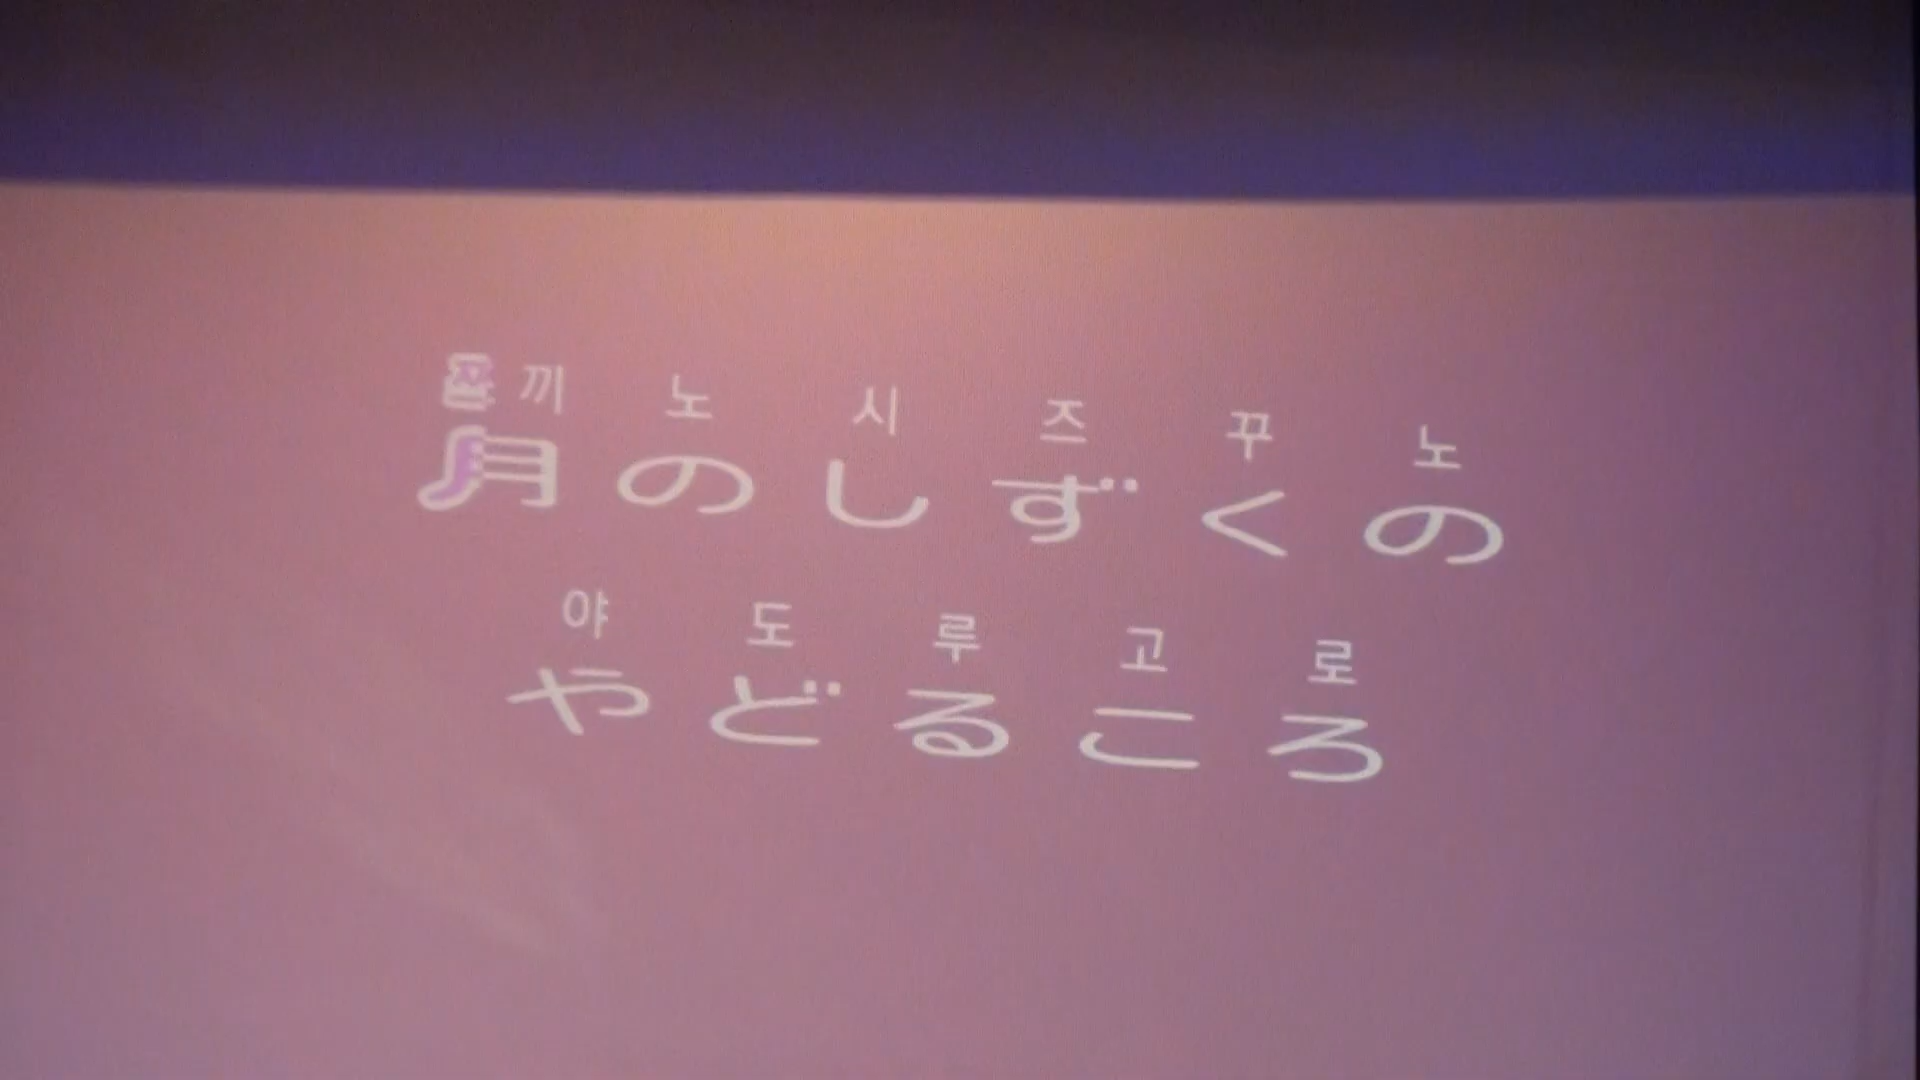 쯔끼 노 시 즈 꾸 노
月のしずくの
야 도 루 고 로
やどるころ